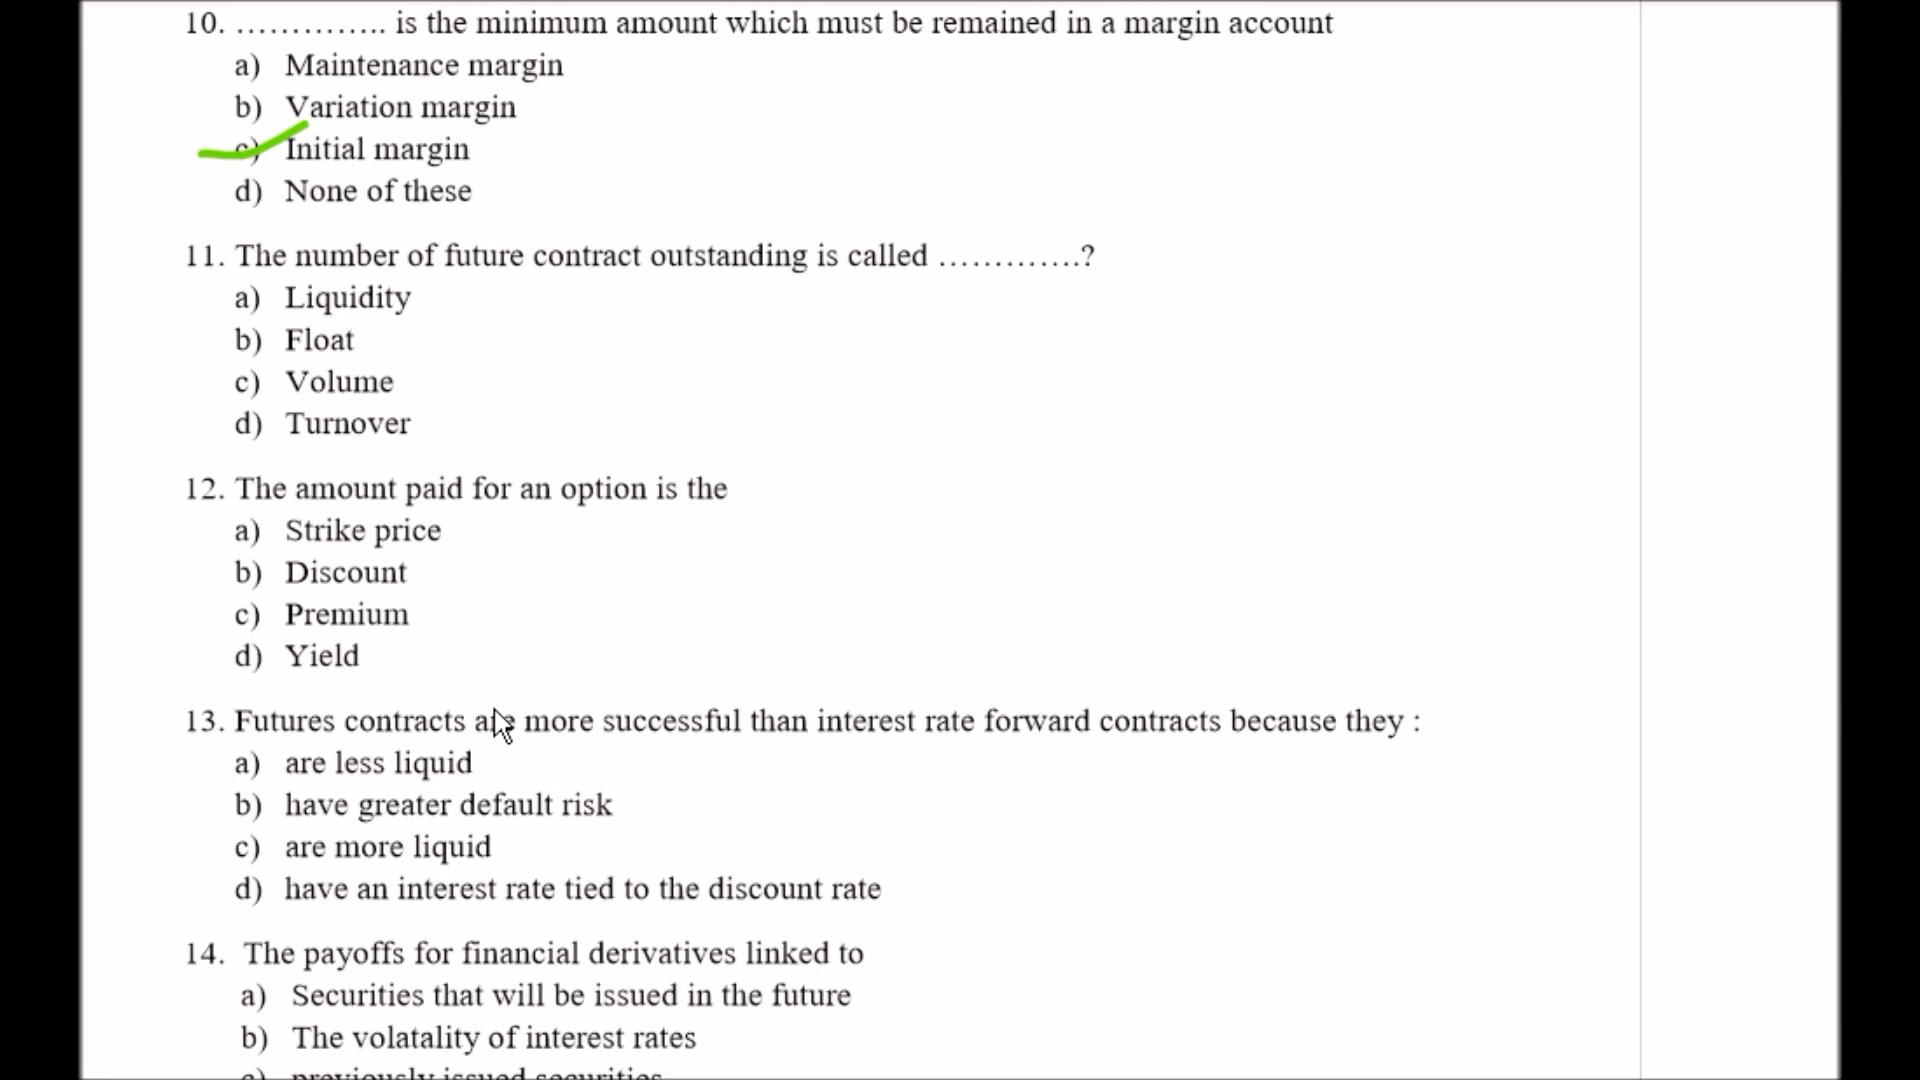 10. ………….. is the minimum amount which must be remained in a margin account
a) Maintenance margin
b) Variation margin
c) Initial margin
d) None of these
11. The number of future contract outstanding is called ………….?
a) Liquidity
b) Float
c) Volume
d) Turnover
12. The amount paid for an option is the
a) Strike price
b) Discount
c) Premium
d) Yield
13. Futures contracts are more successful than interest rate forward contracts because they :
a) are less liquid
b) have greater default risk
c) are more liquid
d) have an interest rate tied to the discount rate
14. The payoffs for financial derivatives linked to
a) Securities that will be issued in the future
b) The volatality of interest rates
c) previously issued securities